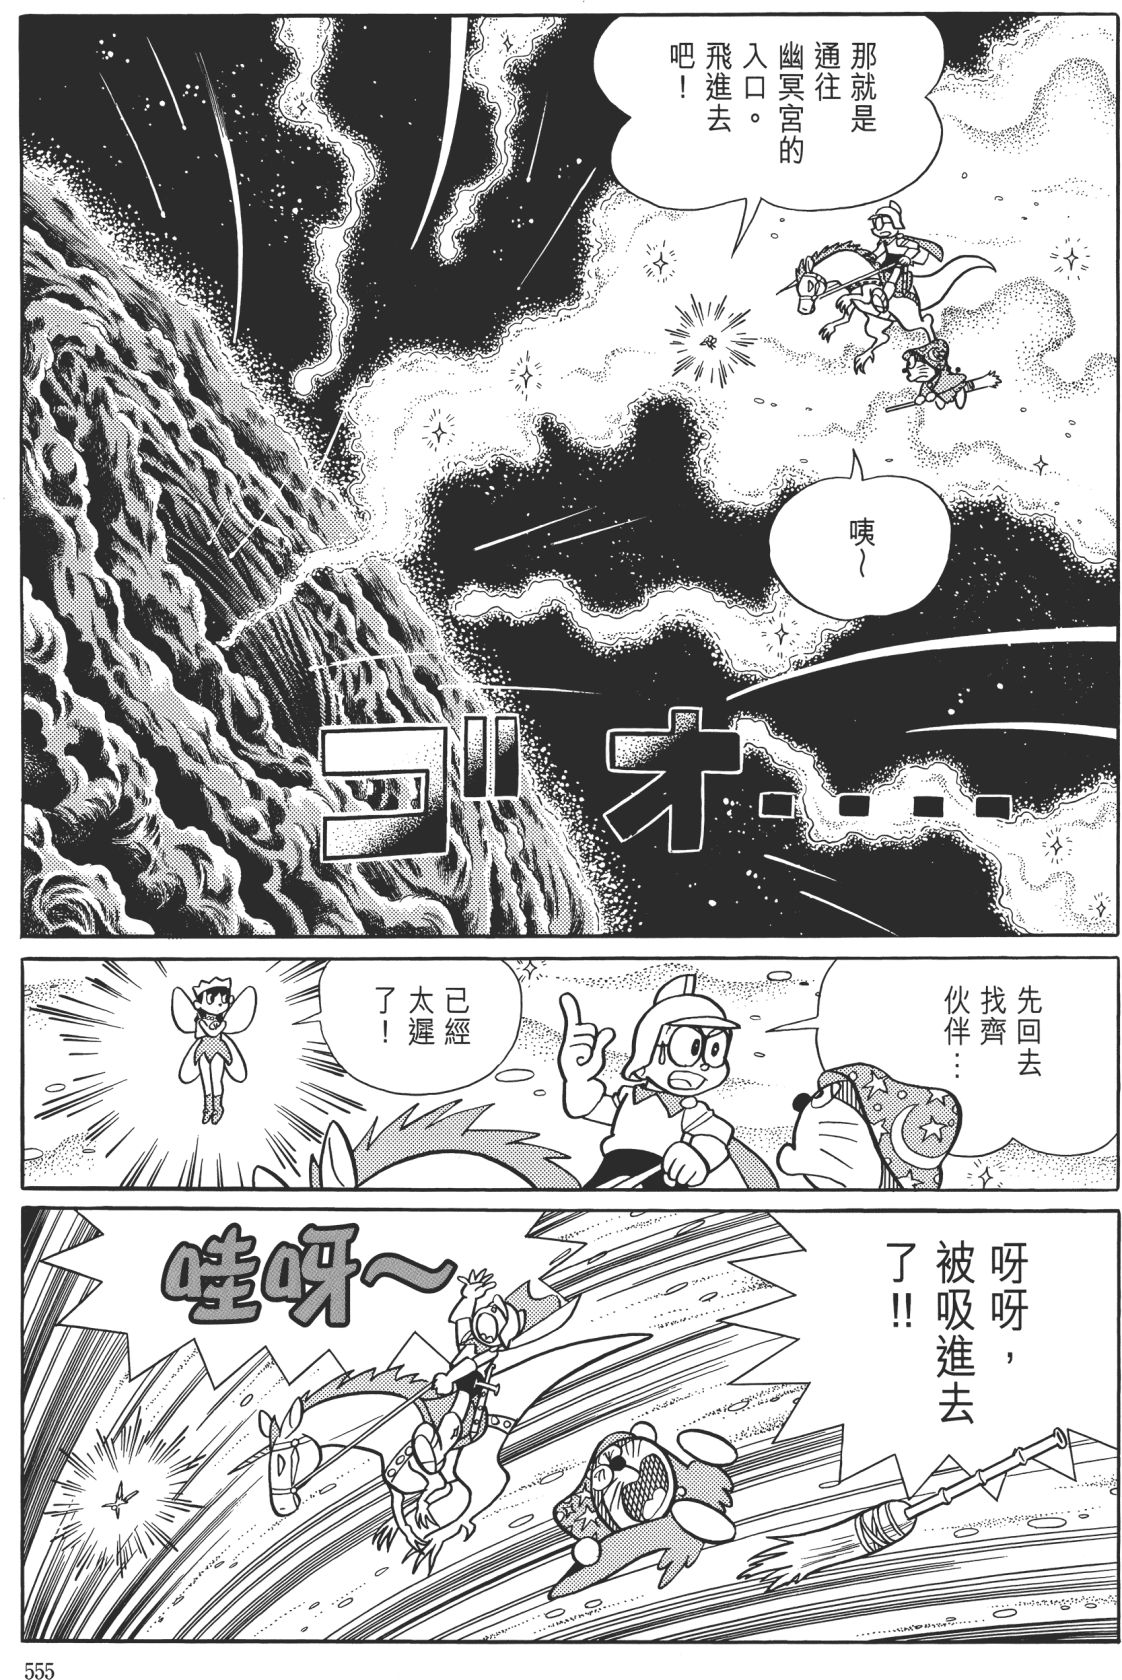 那就是
通往
幽冥宮的
入口。
飛進去
吧！
咦～
ゴオ‥‥
先回去
找齊
伙伴…
已經
太遲
了！
呀呀，
被吸進去
了!!
哇呀～
555